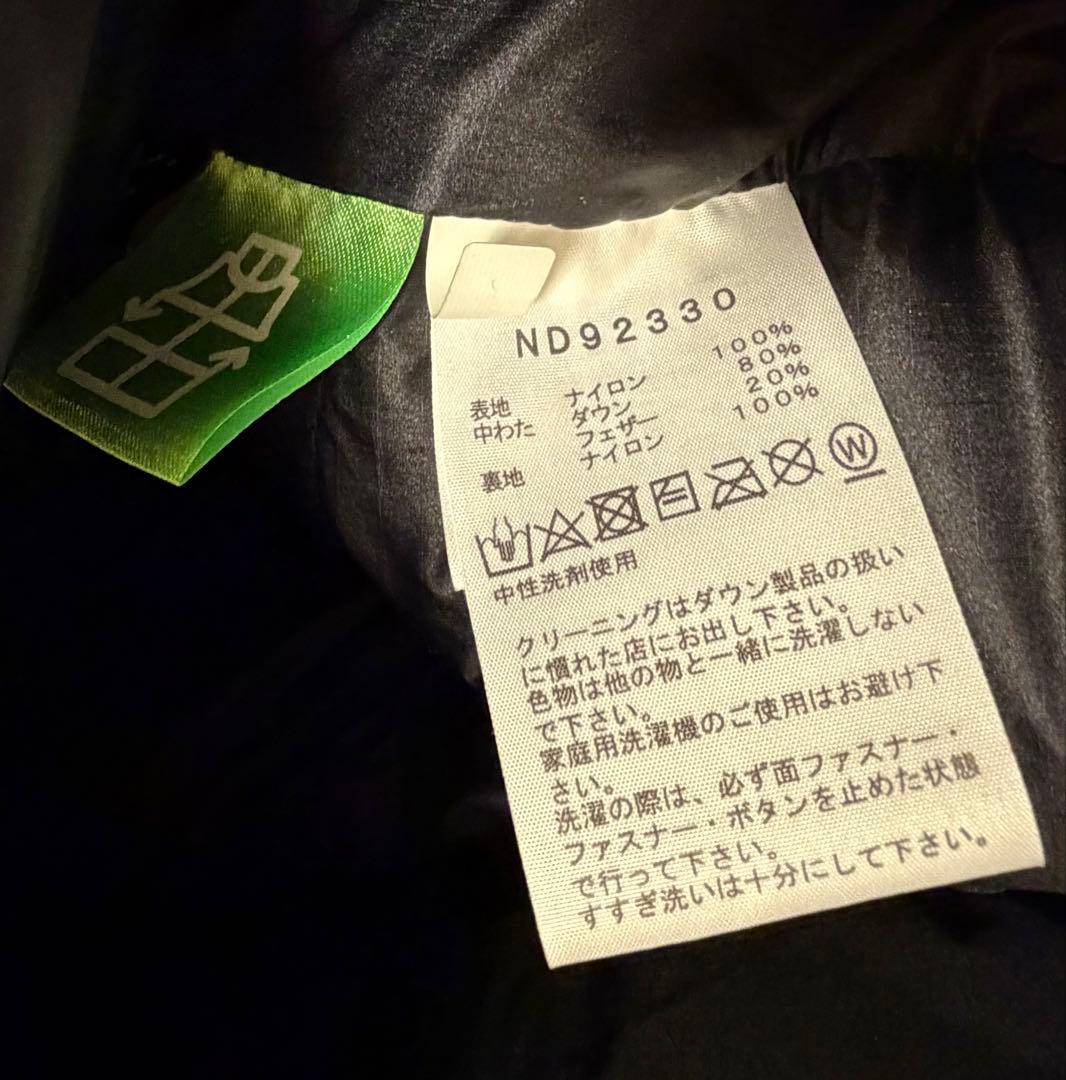 ND92330
表地 ナイロン 100%
中わた ダウン 80%
フェザー 20%
裏地 ナイロン 100%
W
中性洗剤使用
クリーニングはダウン製品の扱い
に慣れた店にお出し下さい。
色物は他の物と一緒に洗濯しない
で下さい。
家庭用洗濯機のご使用はお避け下
さい。
洗濯の際は、必ず面ファスナー・
ファスナー・ボタンを止めた状態
で行って下さい。
すすぎ洗いは十分にして下さい。